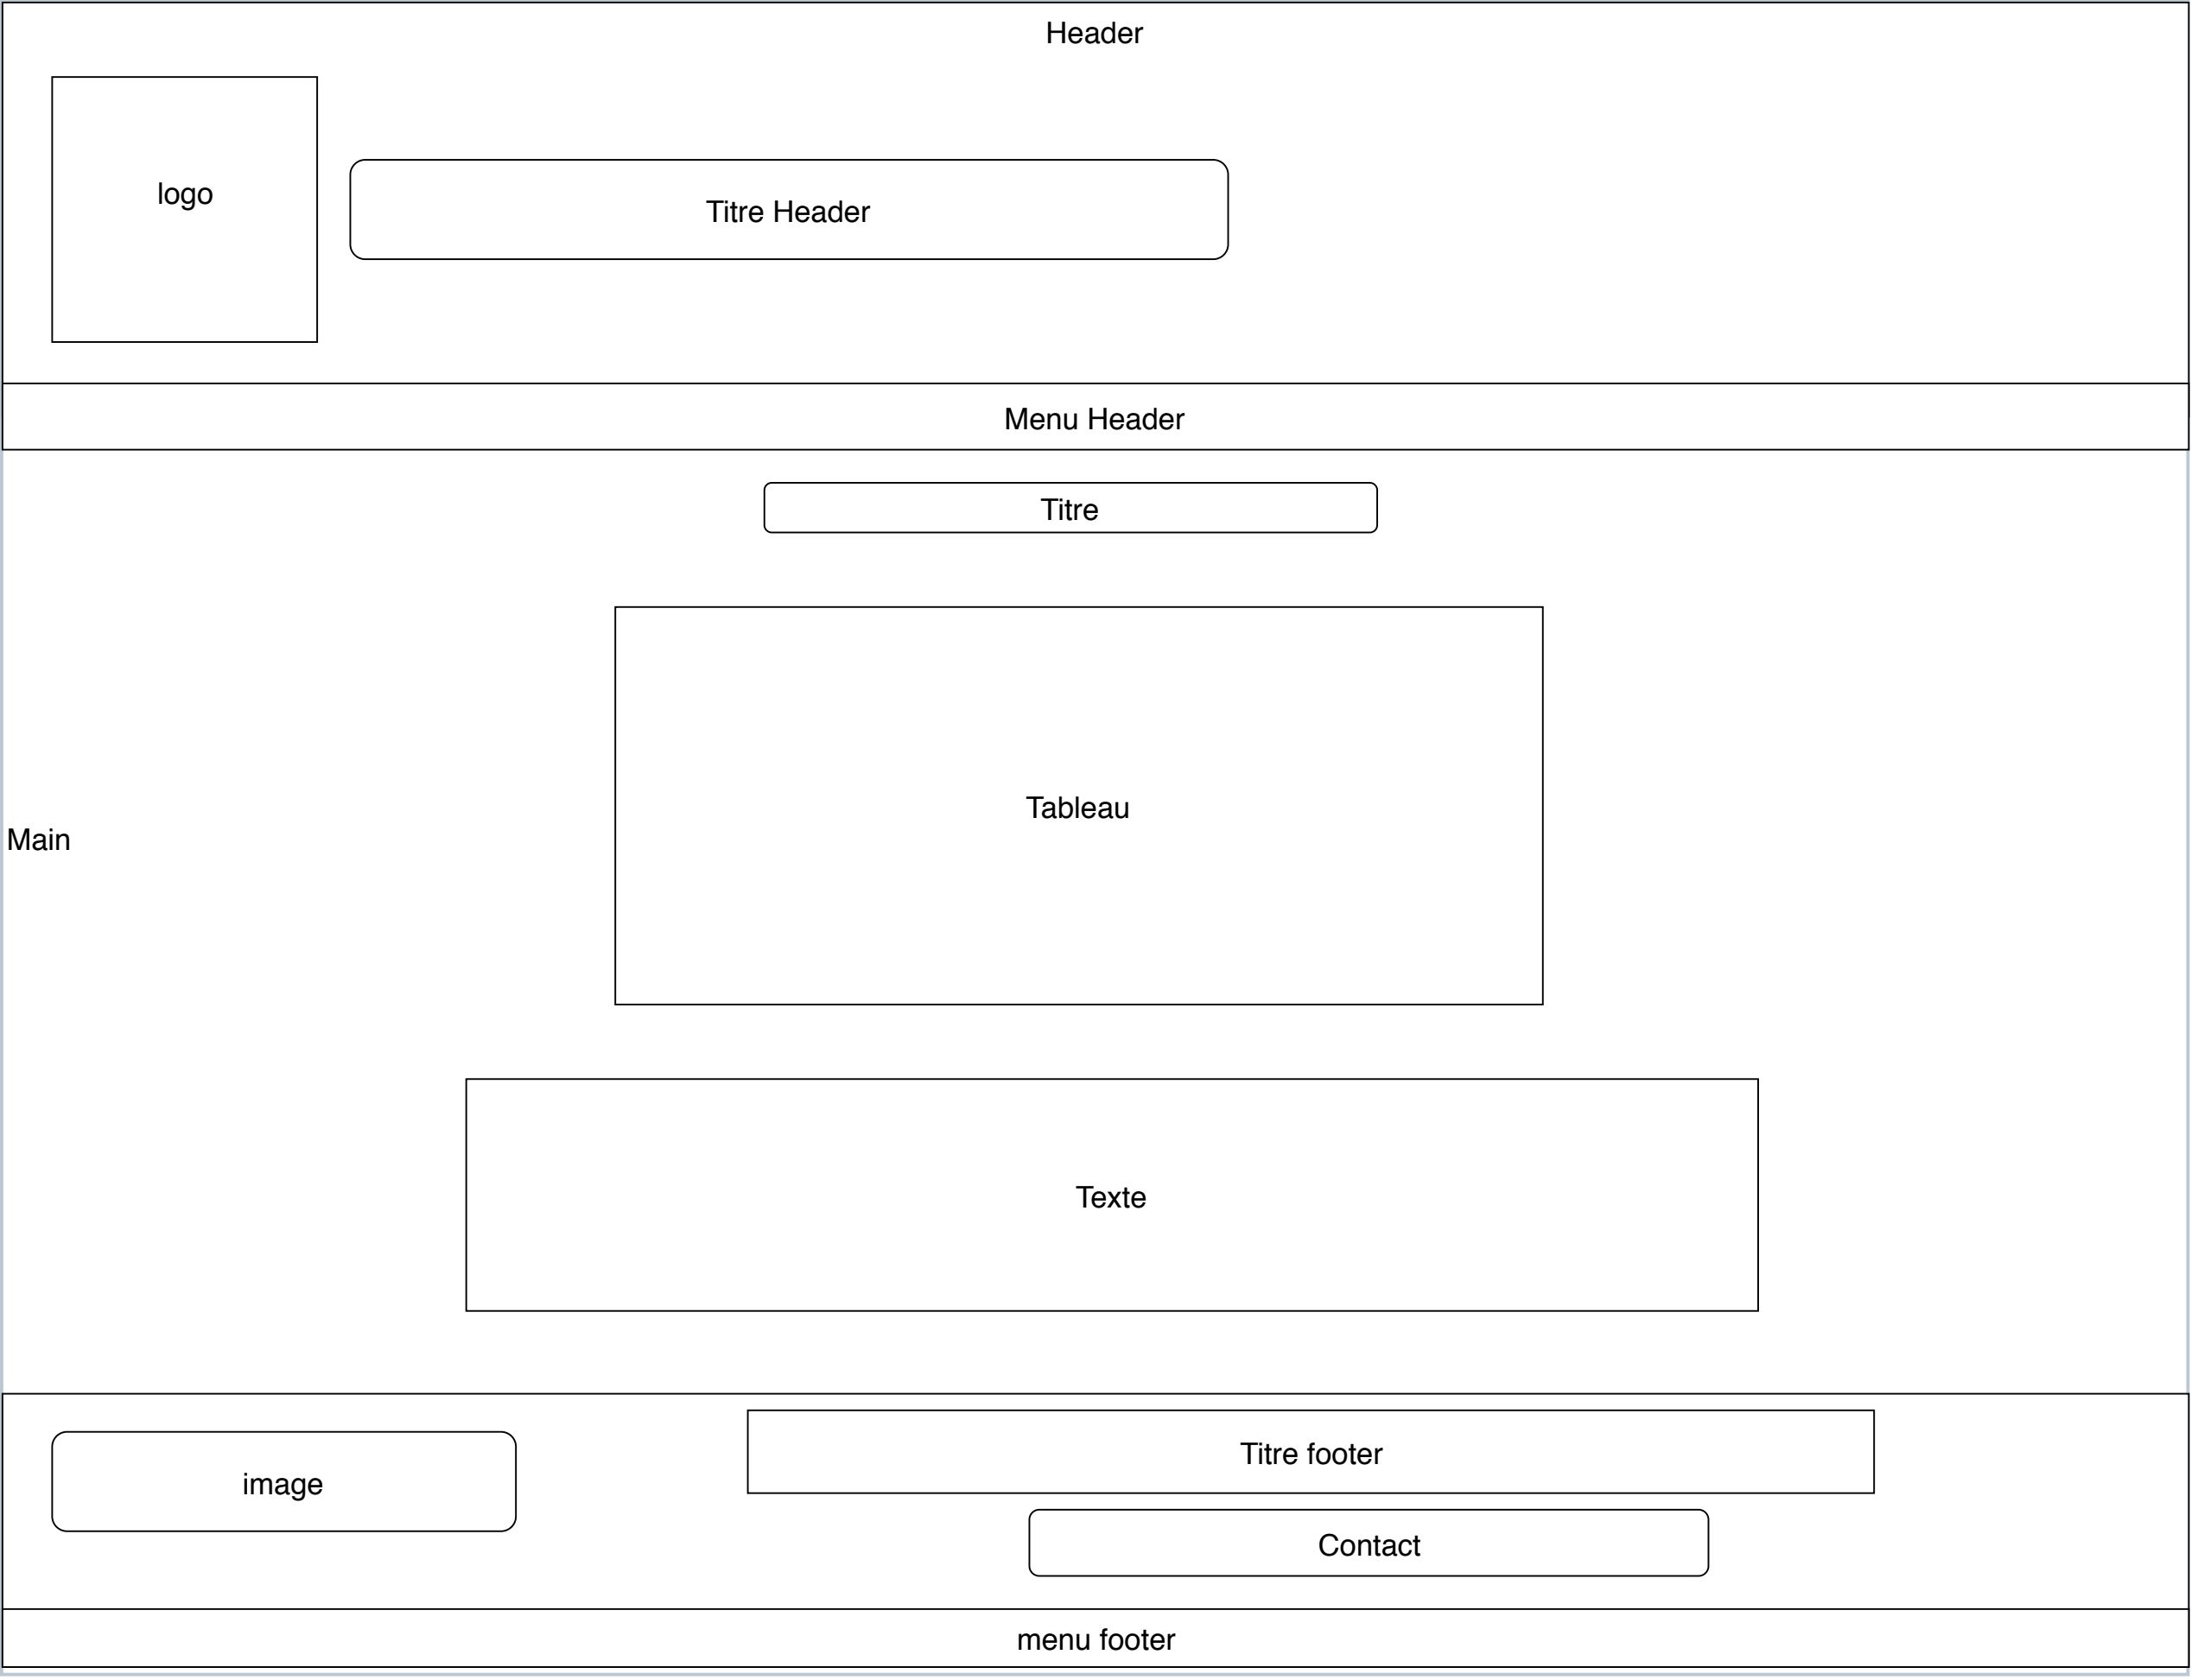 Header
logo
Titre Header
Menu Header
Titre
Tableau
Main
Texte
Titre footer
image
Contact
menu footer